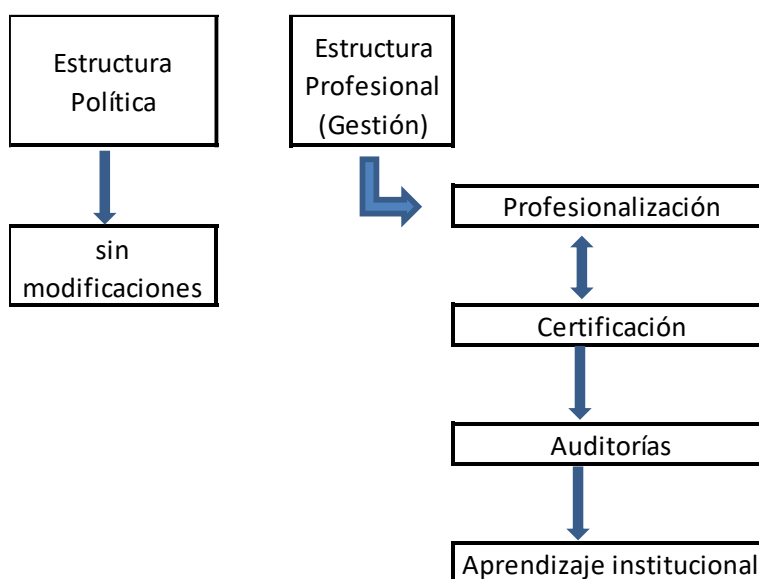 Estructura
Política
Estructura
Profesional
(Gestión)
sin
modificaciones
Profesionalización
Certificación
Auditorías
Aprendizaje institucional